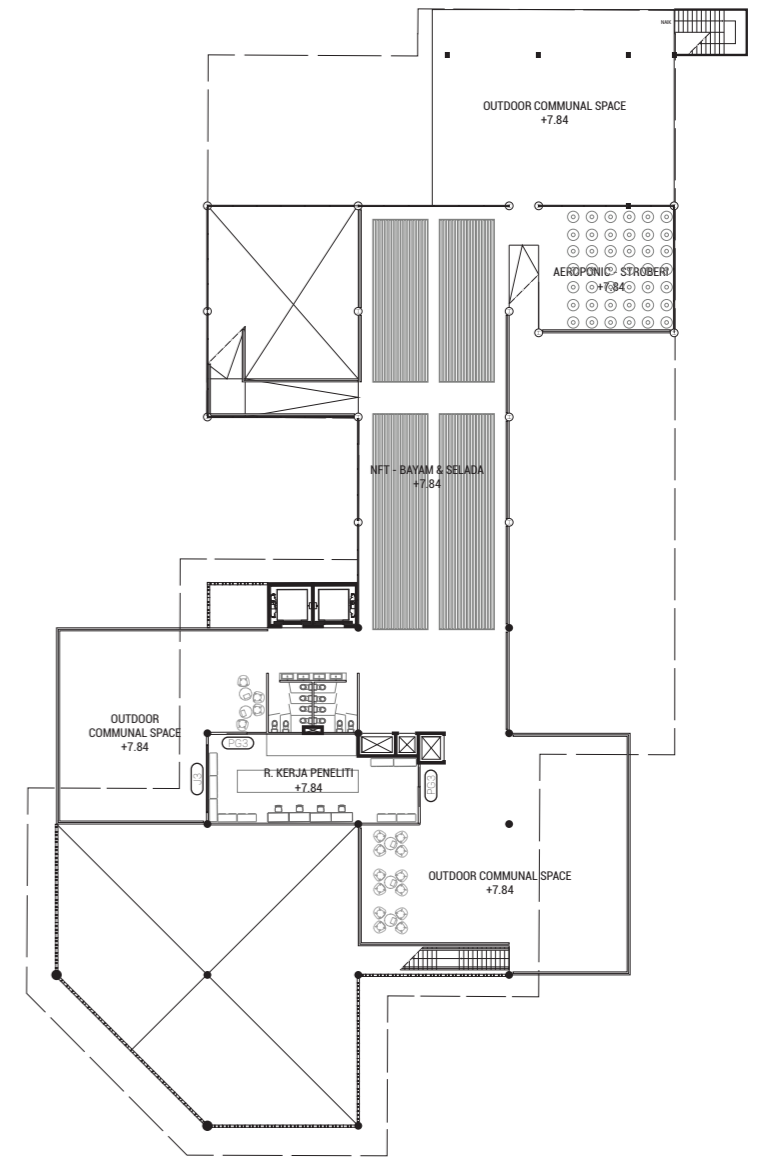 NAIK
OUTDOOR COMMUNAL SPACE
+7.84
AEROPONIC - STROBERI
+7.84
NFT - BAYAM & SELADA
+7.84
OUTDOOR
COMMUNAL SPACE
+7.84
PG3
J3
R. KERJA PENELITI
+7.84
PG3
OUTDOOR COMMUNAL SPACE
+7.84